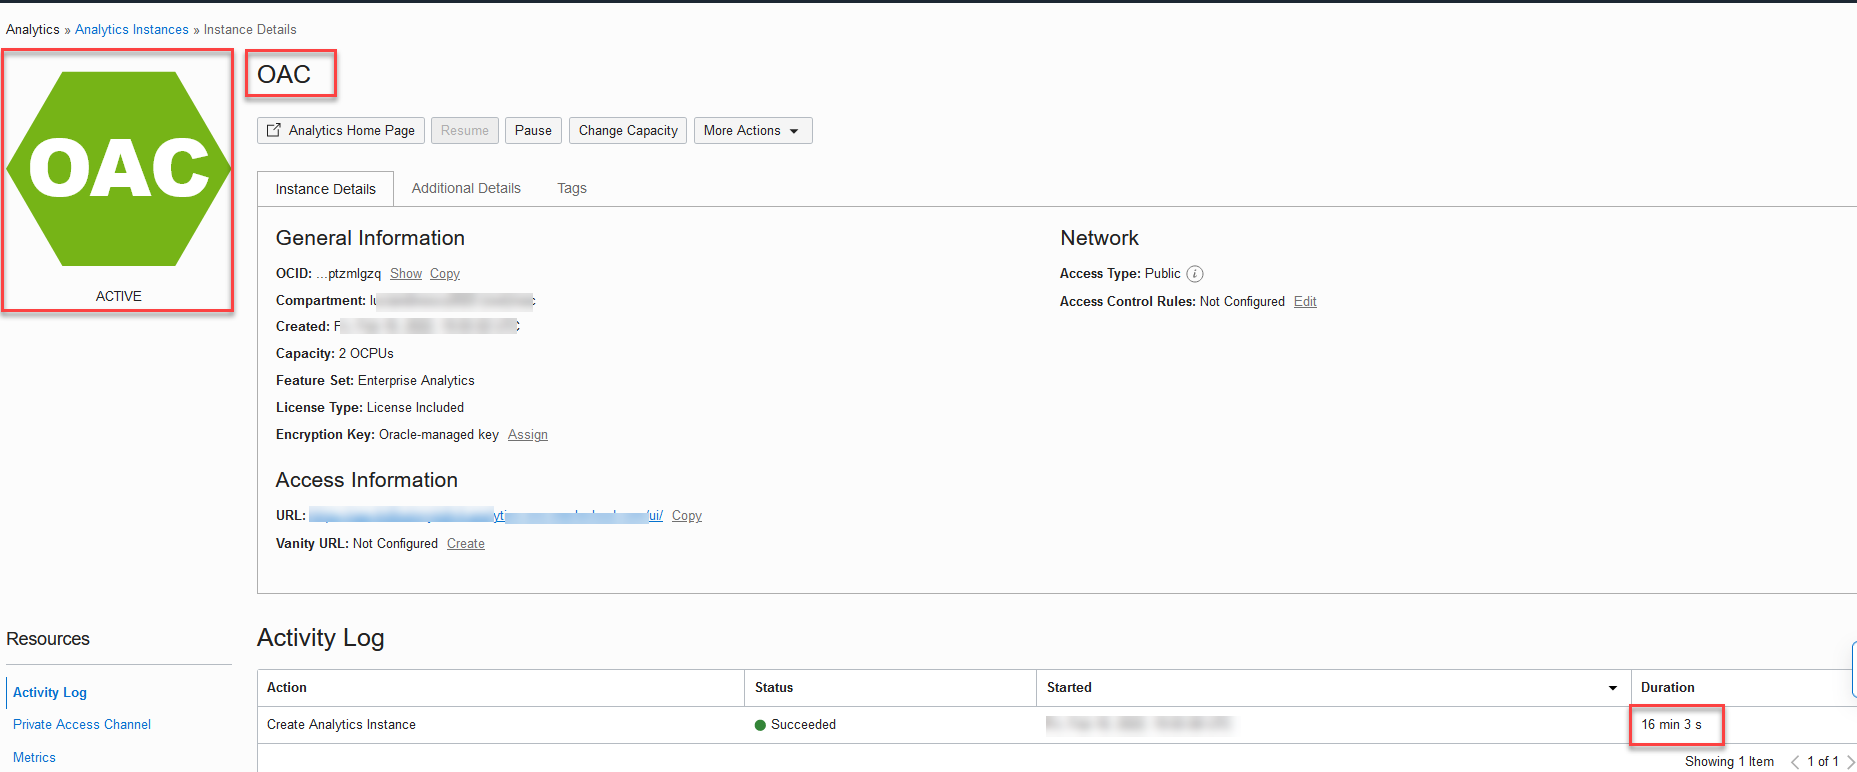 Analytics » Analytics Instances » Instance Details
OAC
ACTIVE
OAC
Analytics Home Page Resume Pause Change Capacity More Actions
Instance Details Additional Details Tags
General Information
OCID: ...ptzmlgzq Show Copy
Compartment:
Created:
Capacity: 2 OCPUs
Feature Set: Enterprise Analytics
License Type: License Included
Encryption Key: Oracle-managed key Assign
Access Information
URL: /ui/ Copy
Vanity URL: Not Configured Create
Network
Access Type: Public i
Access Control Rules: Not Configured Edit
Resources
Activity Log
Private Access Channel
Metrics
Activity Log
Action Status Started Duration
Create Analytics Instance Succeeded 16 min 3 s
Showing 1 Item < 1 of 1 >